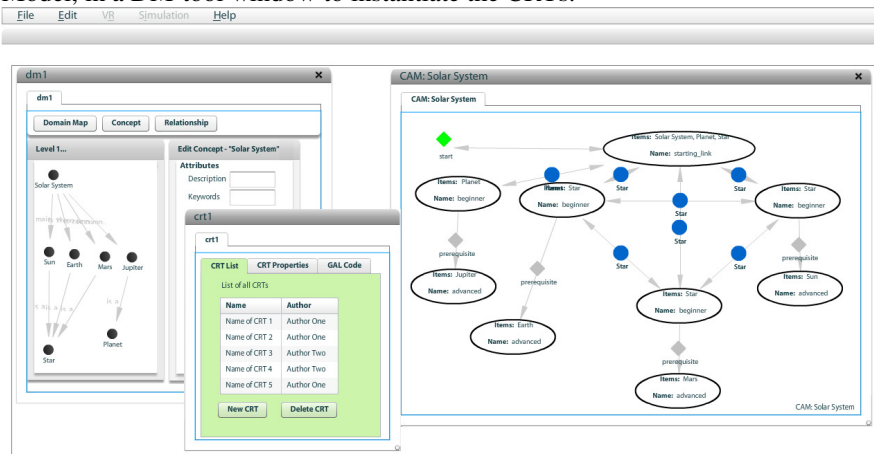 Model, in a DM tool window to instantiate the CRTs.
File Edit VR Simulation Help
dm1
dm1
Domain Map Concept Relationship
Level 1...
Solar System
Sun Earth Mars Jupiter
is a
Star
Planet
Edit Concept - "Solar System"
Attributes
Description
Keywords
crt1
crt1
CRT List CRT Properties GAL Code
List of all CRTs
Name Author
Name of CRT 1 Author One
Name of CRT 2 Author One
Name of CRT 3 Author Two
Name of CRT 4 Author Two
Name of CRT 5 Author One
New CRT Delete CRT
CAM: Solar System
CAM: Solar System
start
Items: Solar System, Planet, Star
Name: starting_link
Items: Planet
Name: beginner
Star
Items: Star
Name: beginner
Star
Star
Star
Items: Star
Name: beginner
Star
Star
Star
prerequisite
prerequisite
prerequisite
Items: Jupiter
Name: advanced
Items: Earth
Name: advanced
Items: Star
Name: beginner
Items: Sun
Name: advanced
prerequisite
Items: Mars
Name: advanced
CAM: Solar System